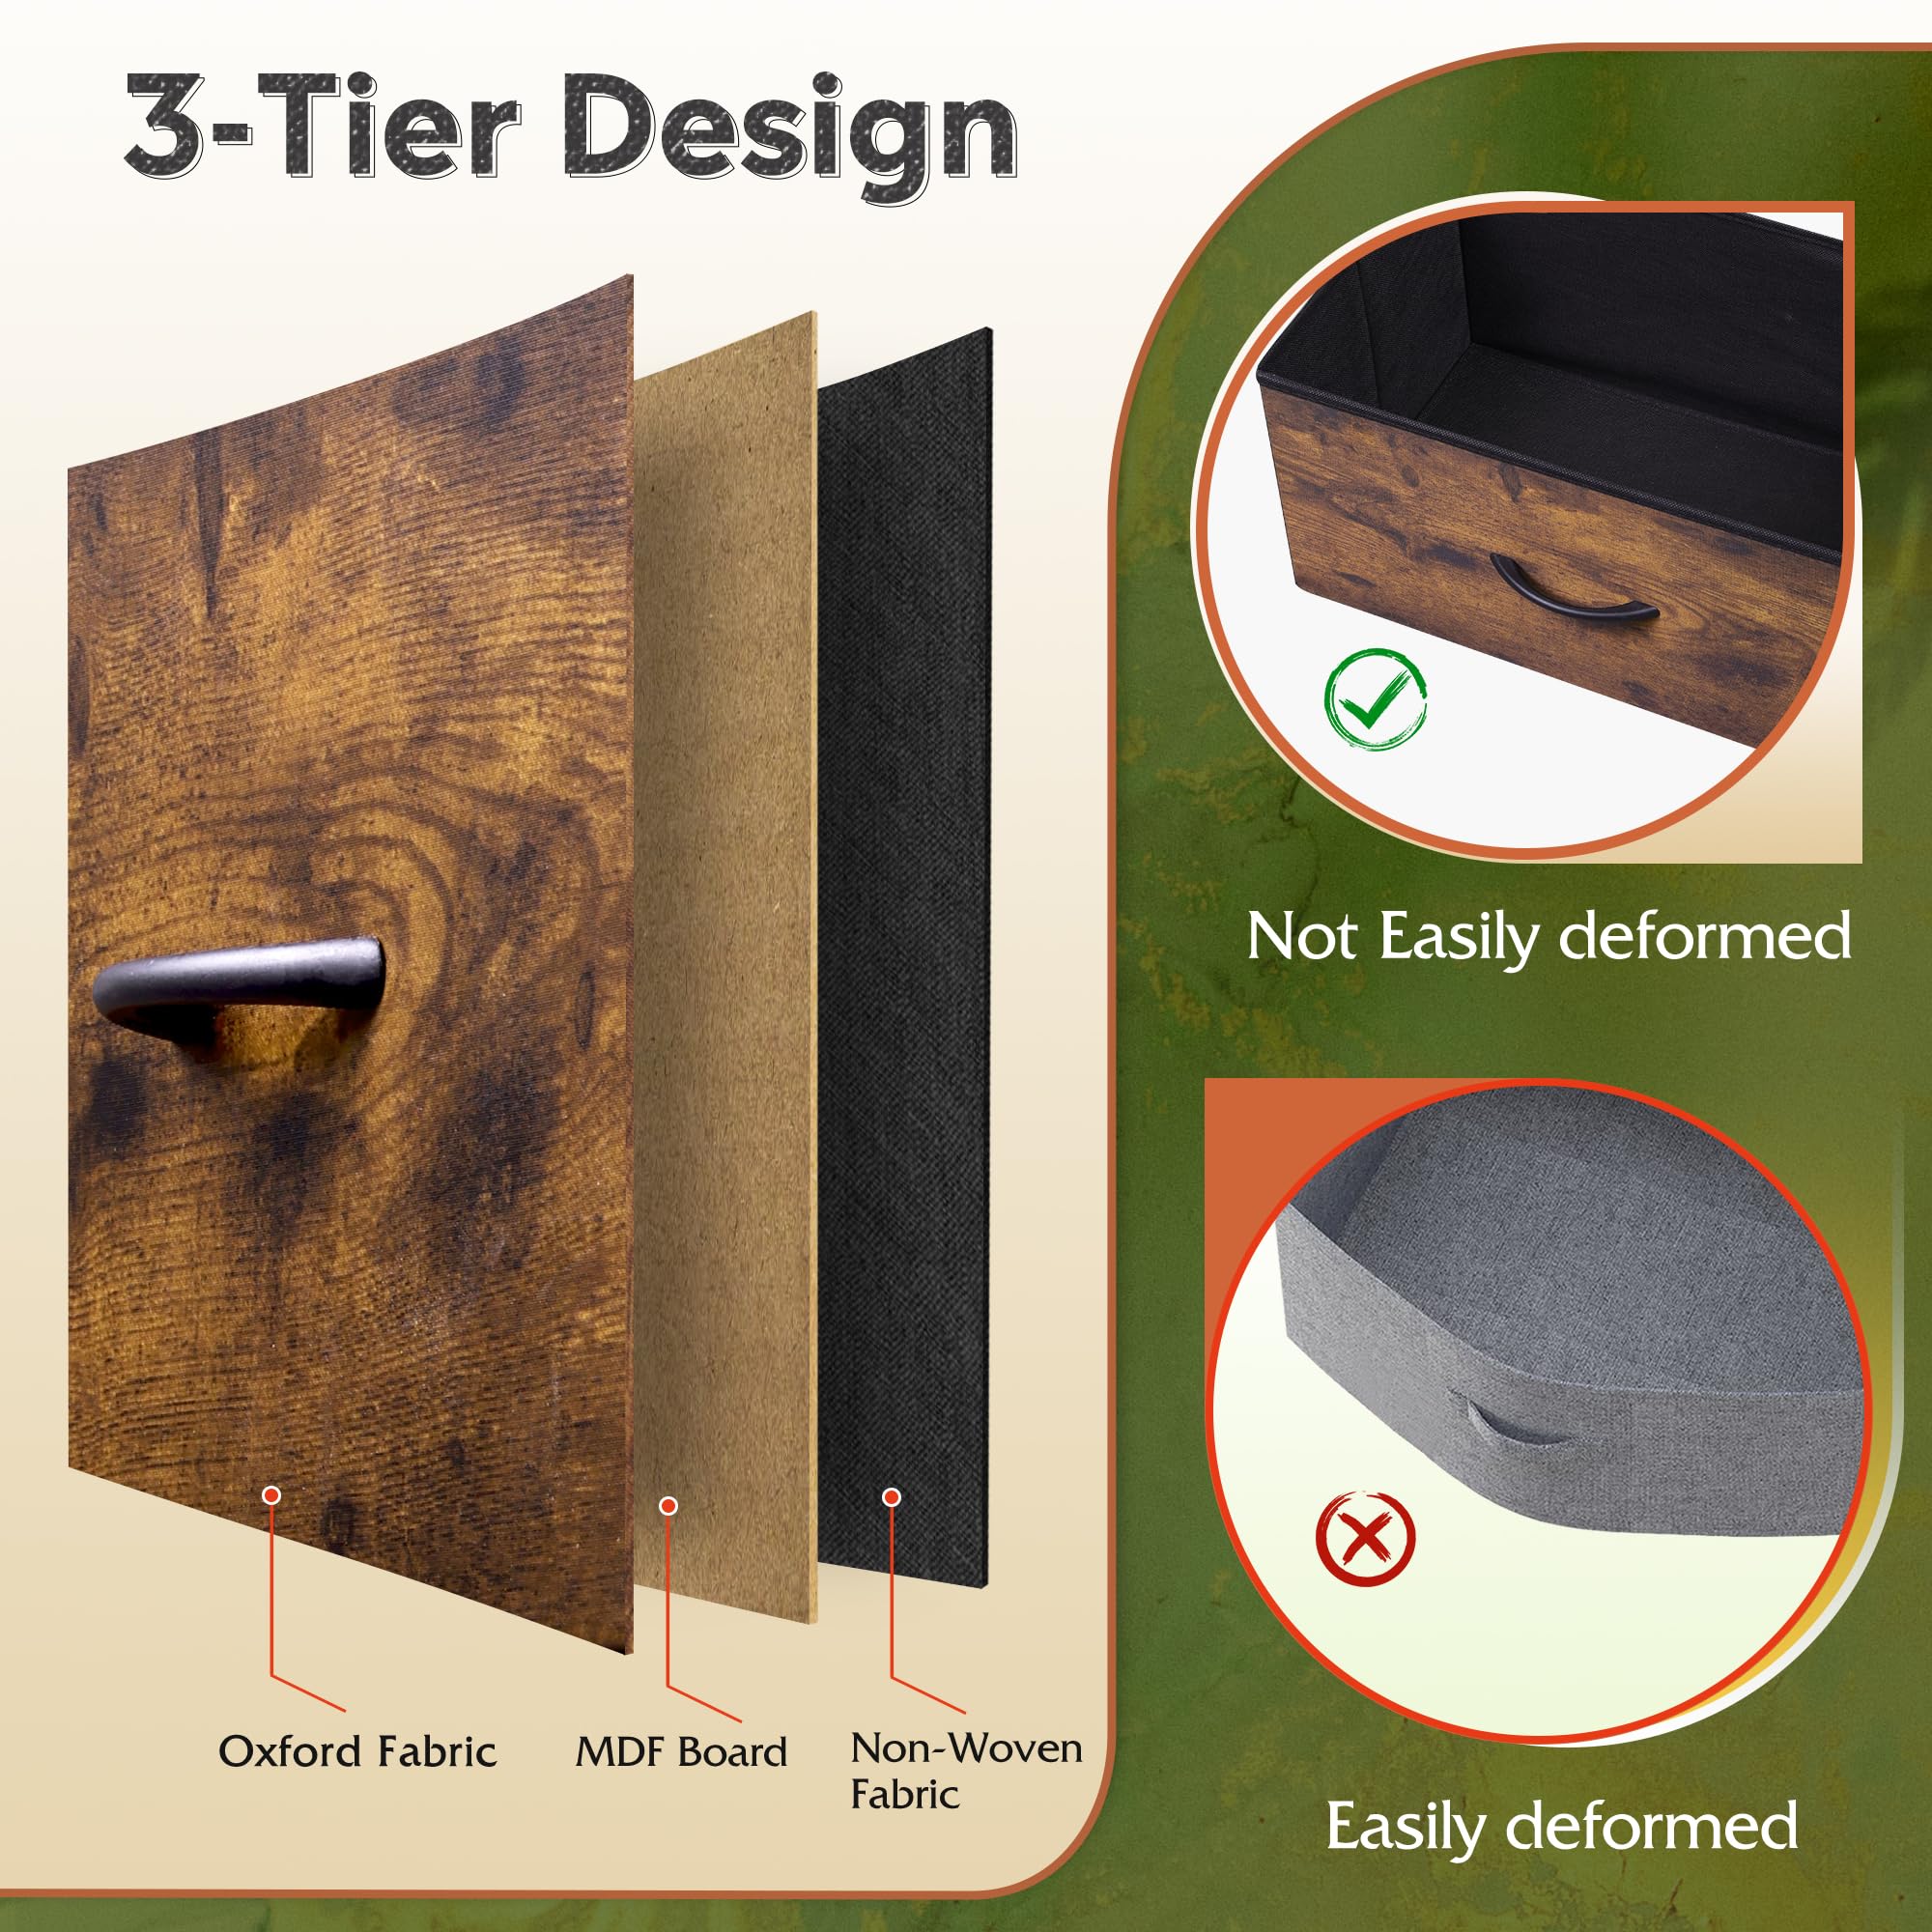 3-Tier Design
Oxford Fabric
MDF Board
Non-Woven
Fabric
Not Easily deformed
Easily deformed